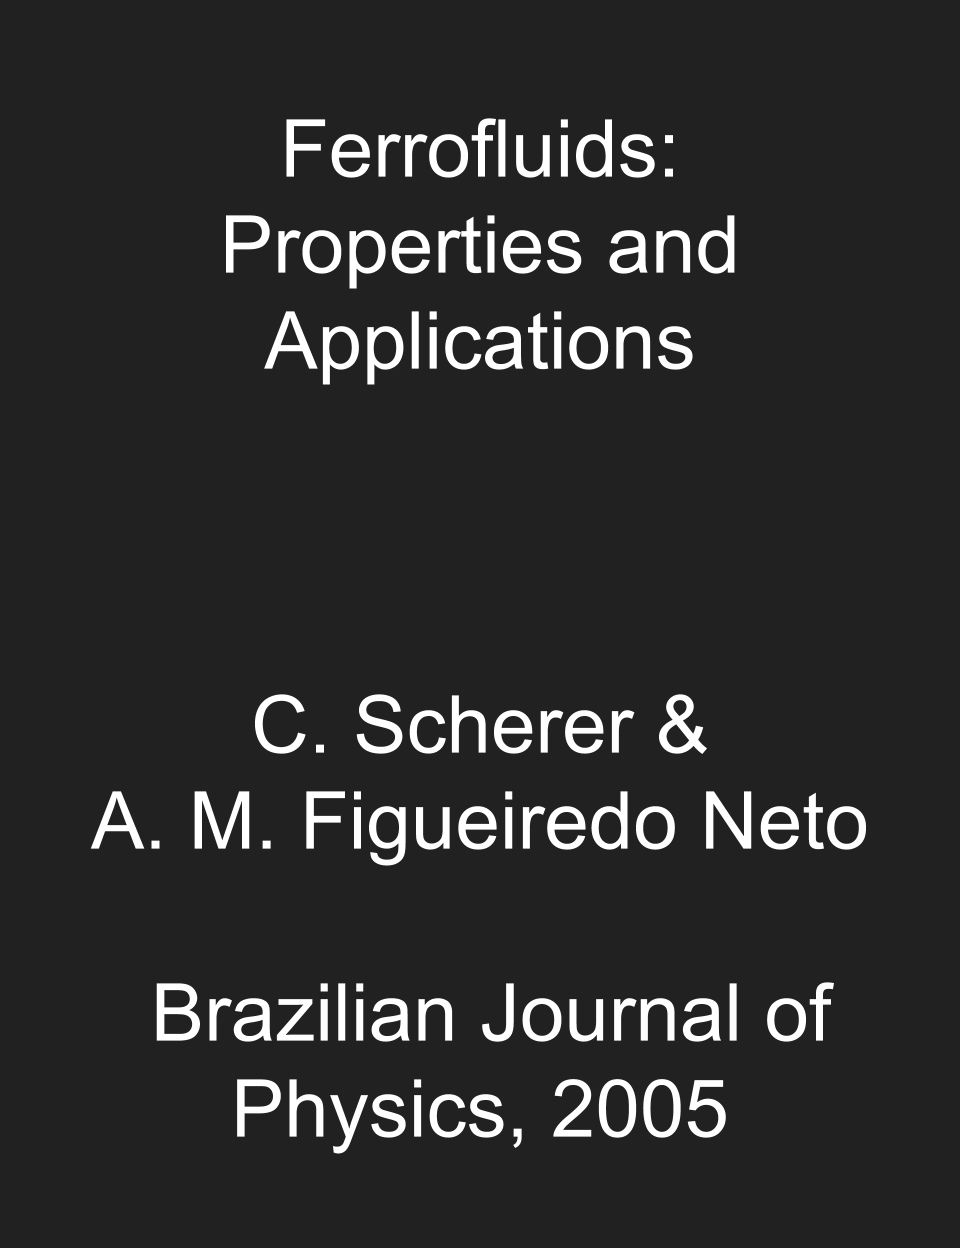 Ferrofluids:
Properties and
Applications
C. Scherer &
A. M. Figueiredo Neto
Brazilian Journal of
Physics, 2005